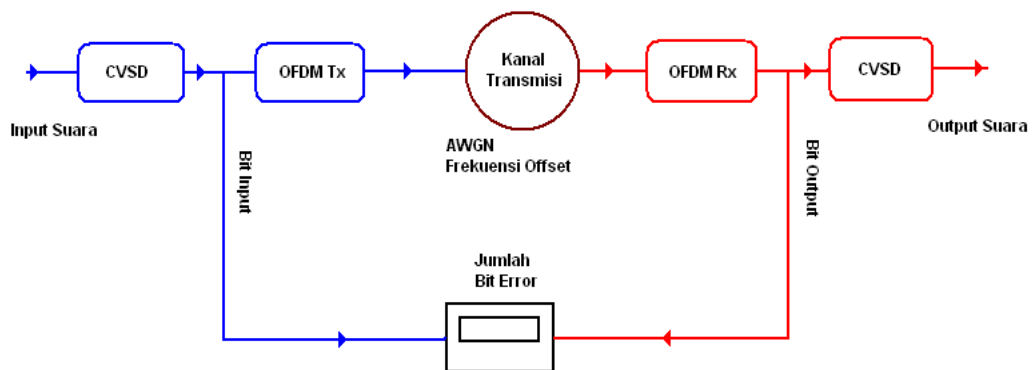 Kanal
Transmisi
CVSD
OFDM Tx
OFDM Rx
CVSD
Input Suara
Output Suara
AWGN
Frekuensi Offset
Bit Input
Bit Output
Jumlah
Bit Error